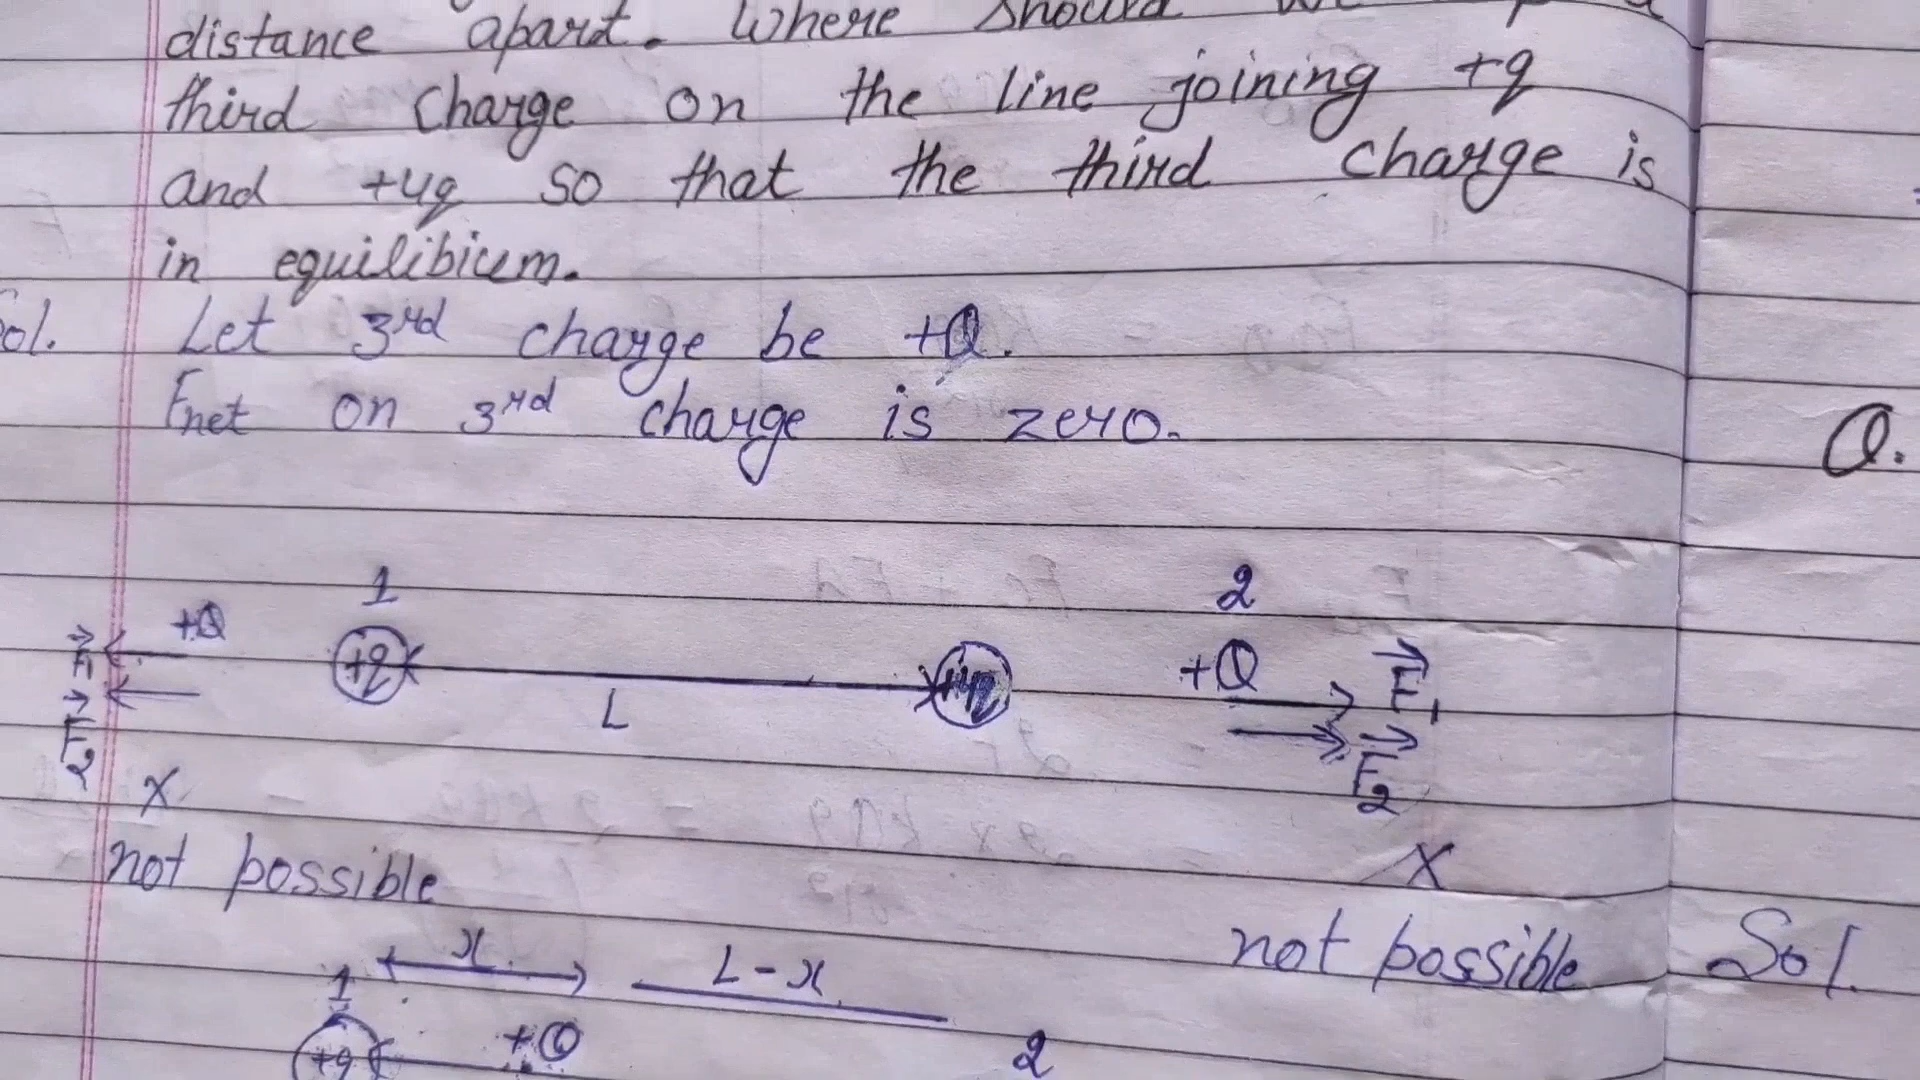 distance apart. Where should
third charge on the line joining +q
and +4q so that the third charge is
in equilibicem.
Sol. Let 3rd charge be +Q.
Fnet on 3rd charge is zero.
Q.
1 2
+Q +q +4q +Q
F1 L F1
F2 F2
x x
not possible
not possible Sol.
x L-x
1
+q +Q 2